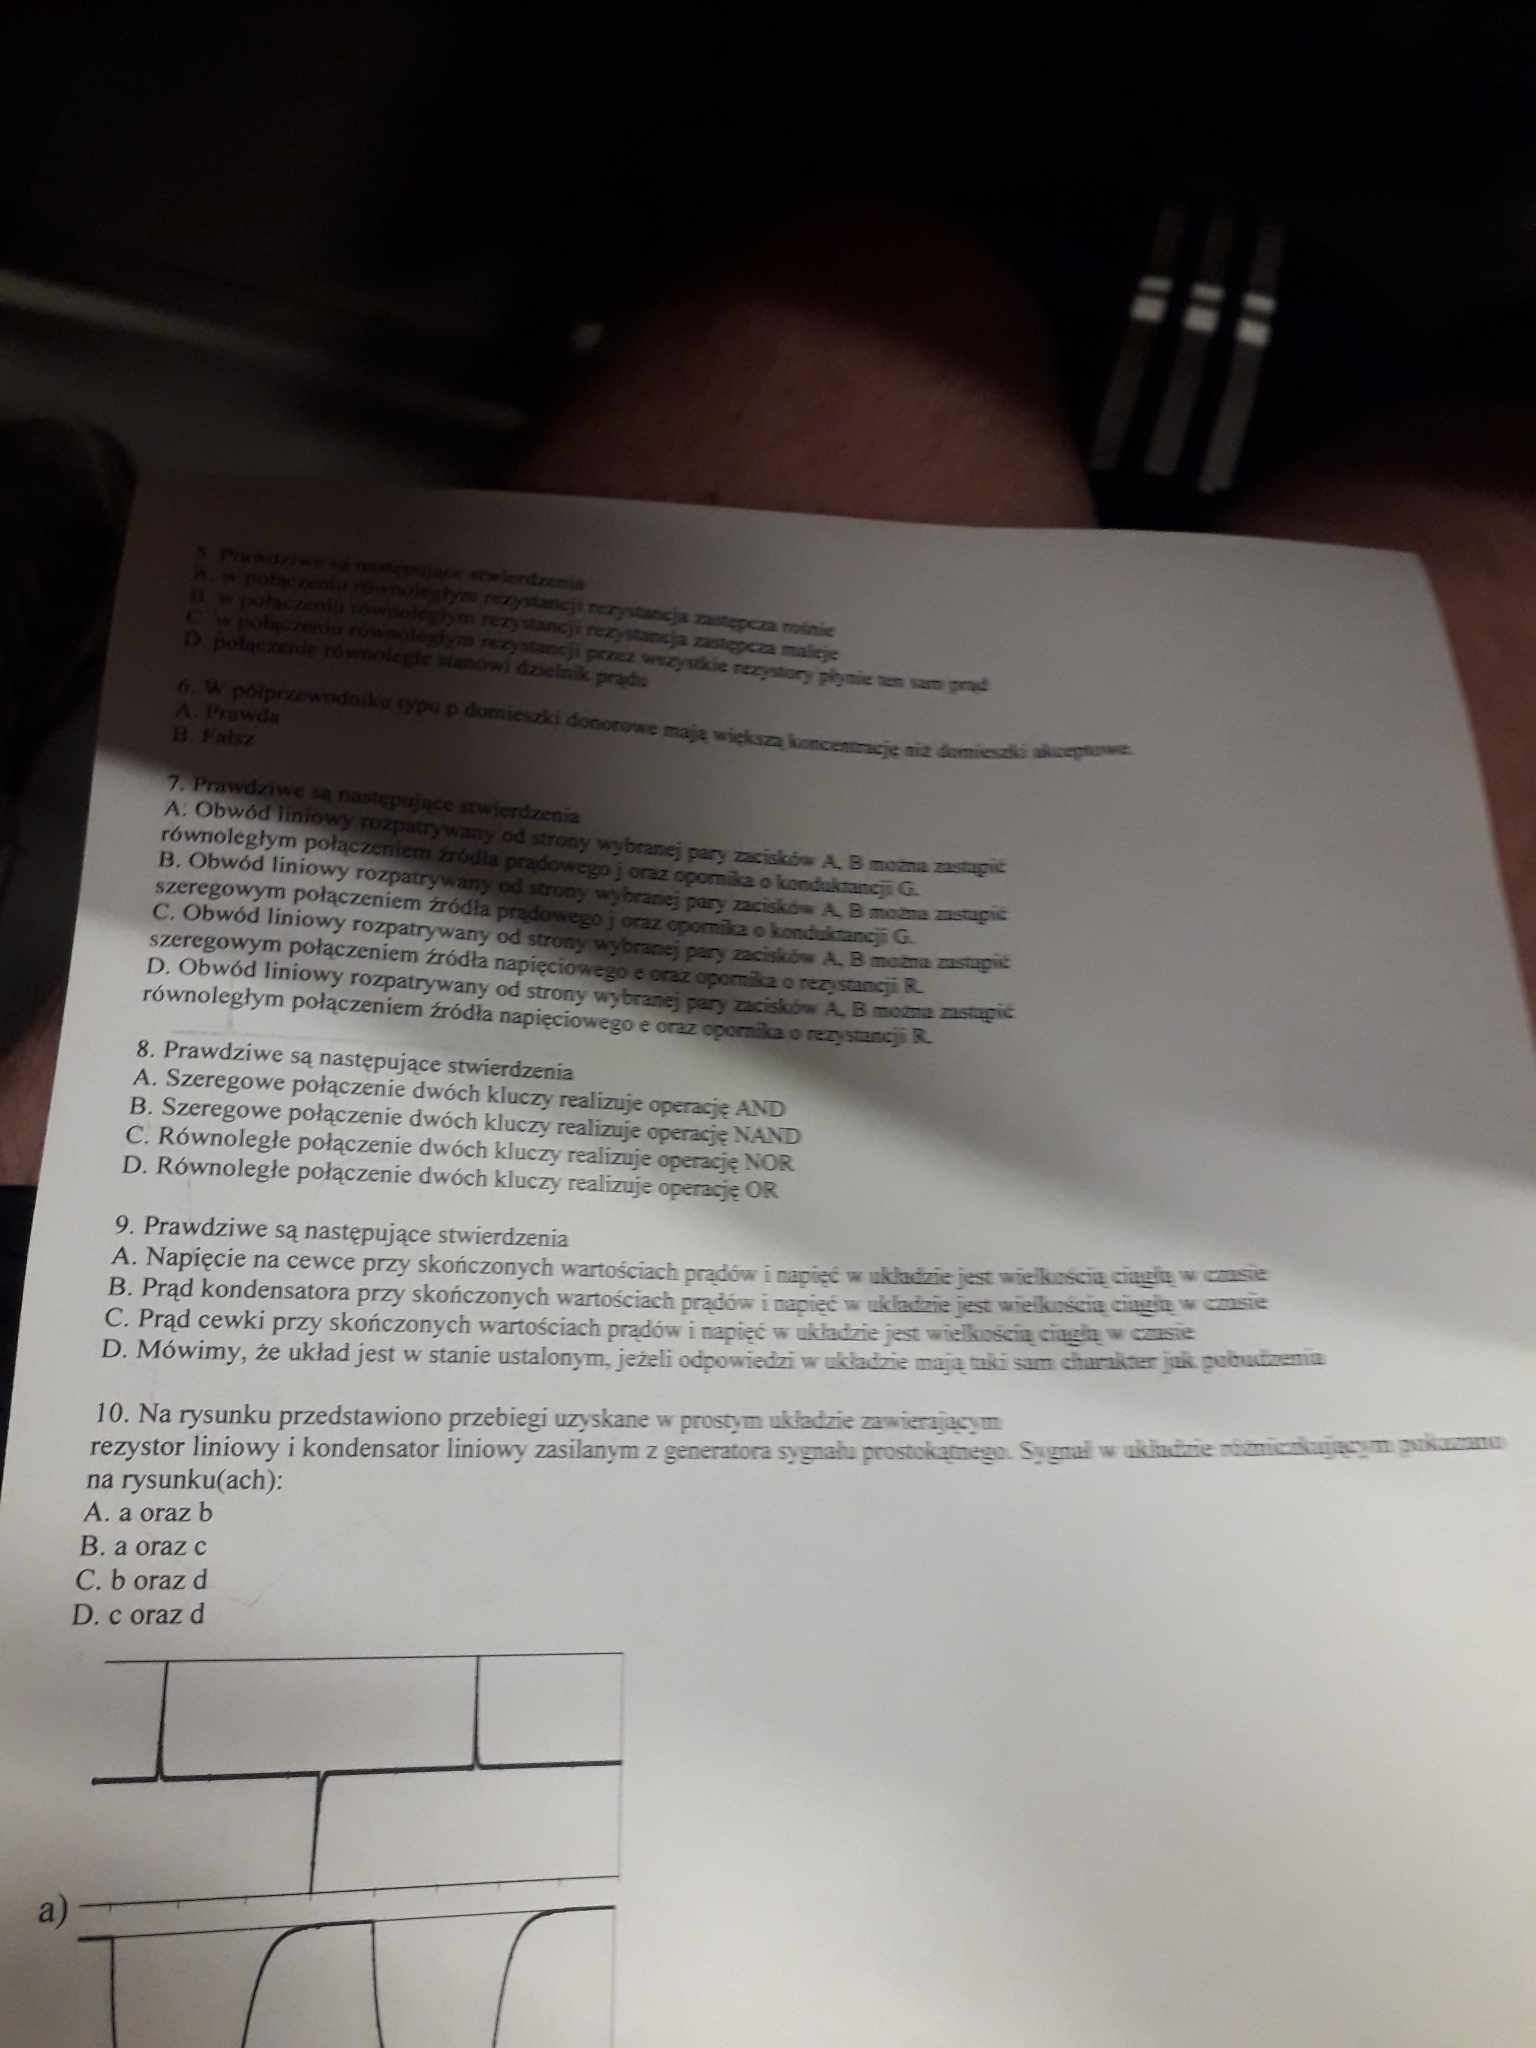 5. Prawdziwe są następujące stwierdzenia
A. w połączeniu równoległym rezystancji rezystancja zastępcza rośnie
B. w połączeniu równoległym rezystancji rezystancja zastępcza maleje
C. w połączeniu równoległym rezystancji przez wszystkie rezystory płynie ten sam prąd
D. połączenie równoległe stanowi dzielnik prądu
6. W półprzewodniku typu p domieszki donorowe mają większą koncentrację niż domieszki akceptorowe.
A. Prawda
B. Fałsz
7. Prawdziwe są następujące stwierdzenia
A. Obwód liniowy rozpatrywany od strony wybranej pary zacisków A, B można zastąpić
równoległym połączeniem źródła prądowego j oraz opornika o konduktancji G.
B. Obwód liniowy rozpatrywany od strony wybranej pary zacisków A, B można zastąpić
szeregowym połączeniem źródła prądowego j oraz opornika o konduktancji G.
C. Obwód liniowy rozpatrywany od strony wybranej pary zacisków A, B można zastąpić
szeregowym połączeniem źródła napięciowego e oraz opornika o rezystancji R.
D. Obwód liniowy rozpatrywany od strony wybranej pary zacisków A, B można zastąpić
równoległym połączeniem źródła napięciowego e oraz opornika o rezystancji R.
8. Prawdziwe są następujące stwierdzenia
A. Szeregowe połączenie dwóch kluczy realizuje operację AND
B. Szeregowe połączenie dwóch kluczy realizuje operację NAND
C. Równoległe połączenie dwóch kluczy realizuje operację NOR
D. Równoległe połączenie dwóch kluczy realizuje operację OR
9. Prawdziwe są następujące stwierdzenia
A. Napięcie na cewce przy skończonych wartościach prądów i napięć w układzie jest wielkością ciągłą w czasie
B. Prąd kondensatora przy skończonych wartościach prądów i napięć w układzie jest wielkością ciągłą w czasie
C. Prąd cewki przy skończonych wartościach prądów i napięć w układzie jest wielkością ciągłą w czasie
D. Mówimy, że układ jest w stanie ustalonym, jeżeli odpowiedzi w układzie mają taki sam charakter jak pobudzenia
10. Na rysunku przedstawiono przebiegi uzyskane w prostym układzie zawierającym
rezystor liniowy i kondensator liniowy zasilanym z generatora sygnału prostokątnego. Sygnał w układzie różniczkującym pokazano
na rysunku(ach):
A. a oraz b
B. a oraz c
C. b oraz d
D. c oraz d
a)